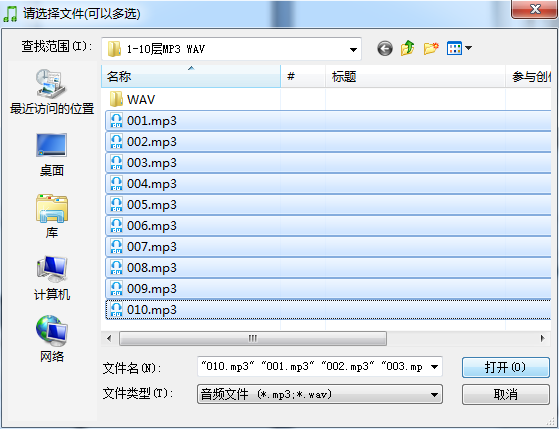 请选择文件(可以多选)
查找范围(I):
1-10层MP3 WAV
最近访问的位置
桌面
库
计算机
网络
名称 # 标题 参与创
WAV
001.mp3
002.mp3
003.mp3
004.mp3
005.mp3
006.mp3
007.mp3
008.mp3
009.mp3
010.mp3
文件名(N):
"010.mp3" "001.mp3" "002.mp3" "003.mp
打开(O)
文件类型(T):
音频文件 (*.mp3;*.wav)
取消